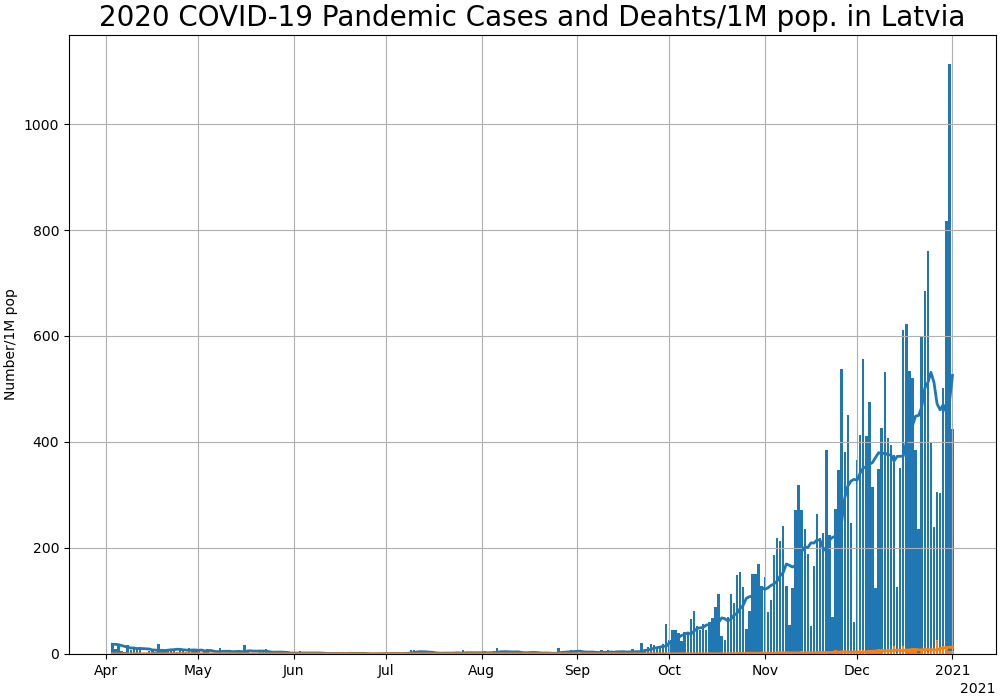 2020 COVID-19 Pandemic Cases and Deahts/1M pop. in Latvia
Number/1M pop
1000
800
600
400
200
0
Apr May Jun Jul Aug Sep Oct Nov Dec 2021
2021